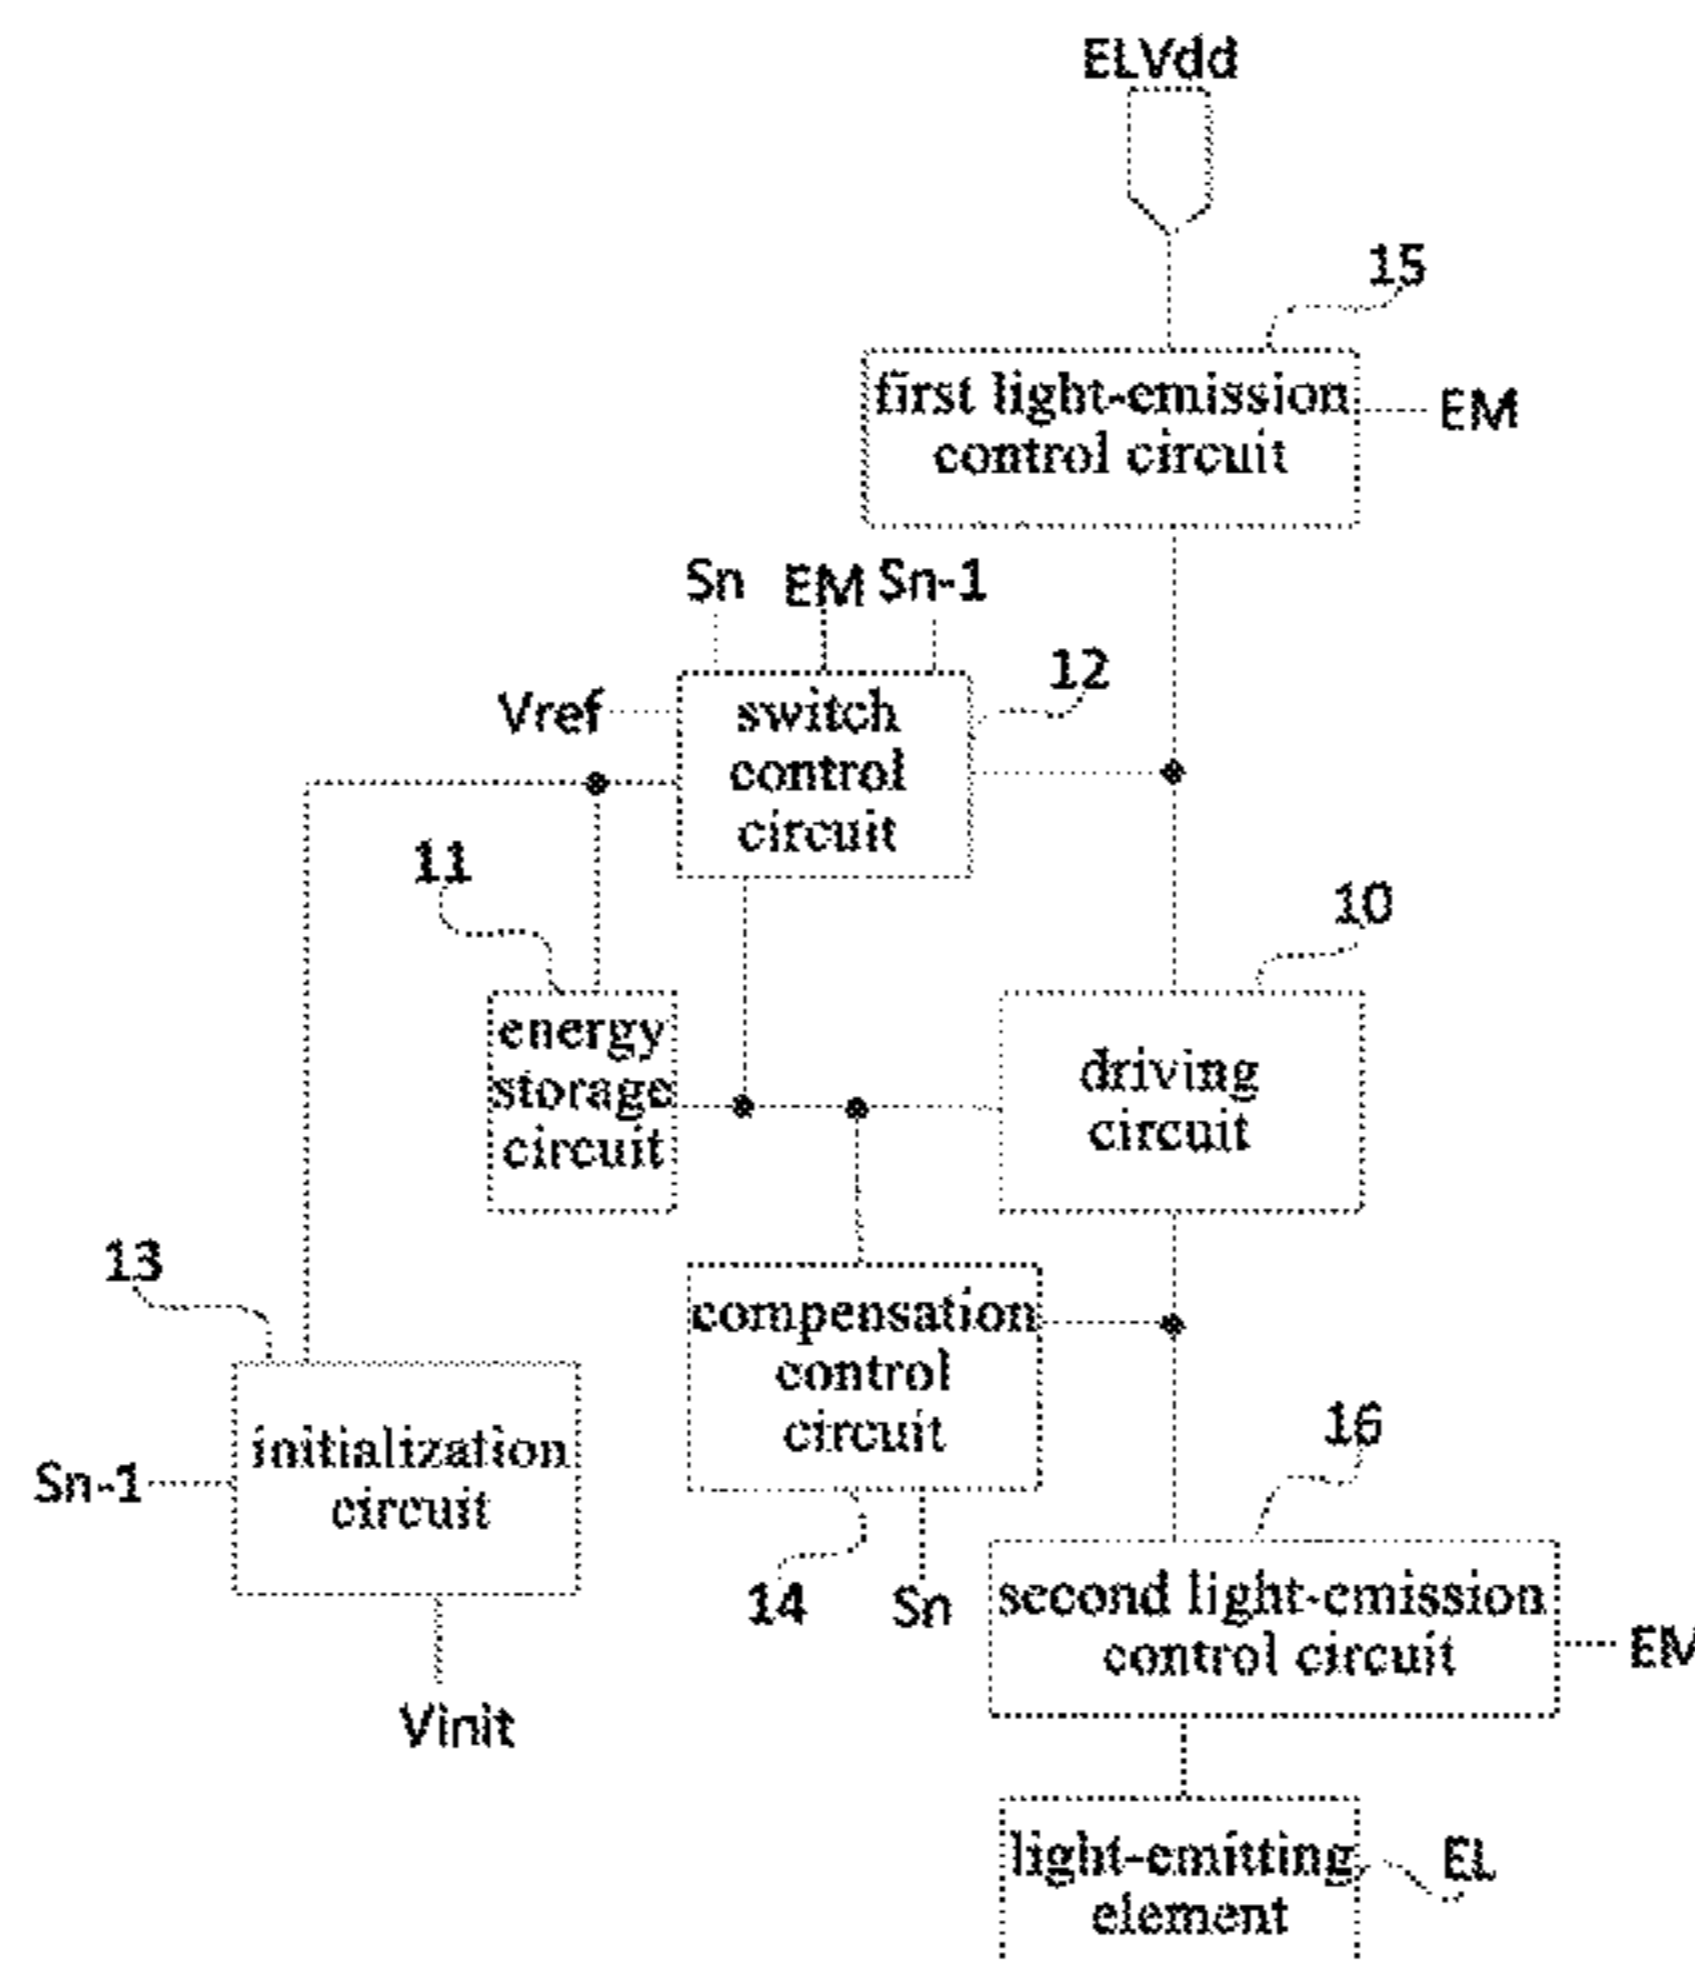 ELVdd
15
first light-emission
control circuit
EM
Sn EM Sn-1
12
Vref
switch
control
circuit
11
10
energy
storage
circuit
driving
circuit
13
compensation
control
circuit
initialization
circuit
Sn-1
16
14
Sn
second light-emission
control circuit
EM
Vinit
light-emitting
element
EL